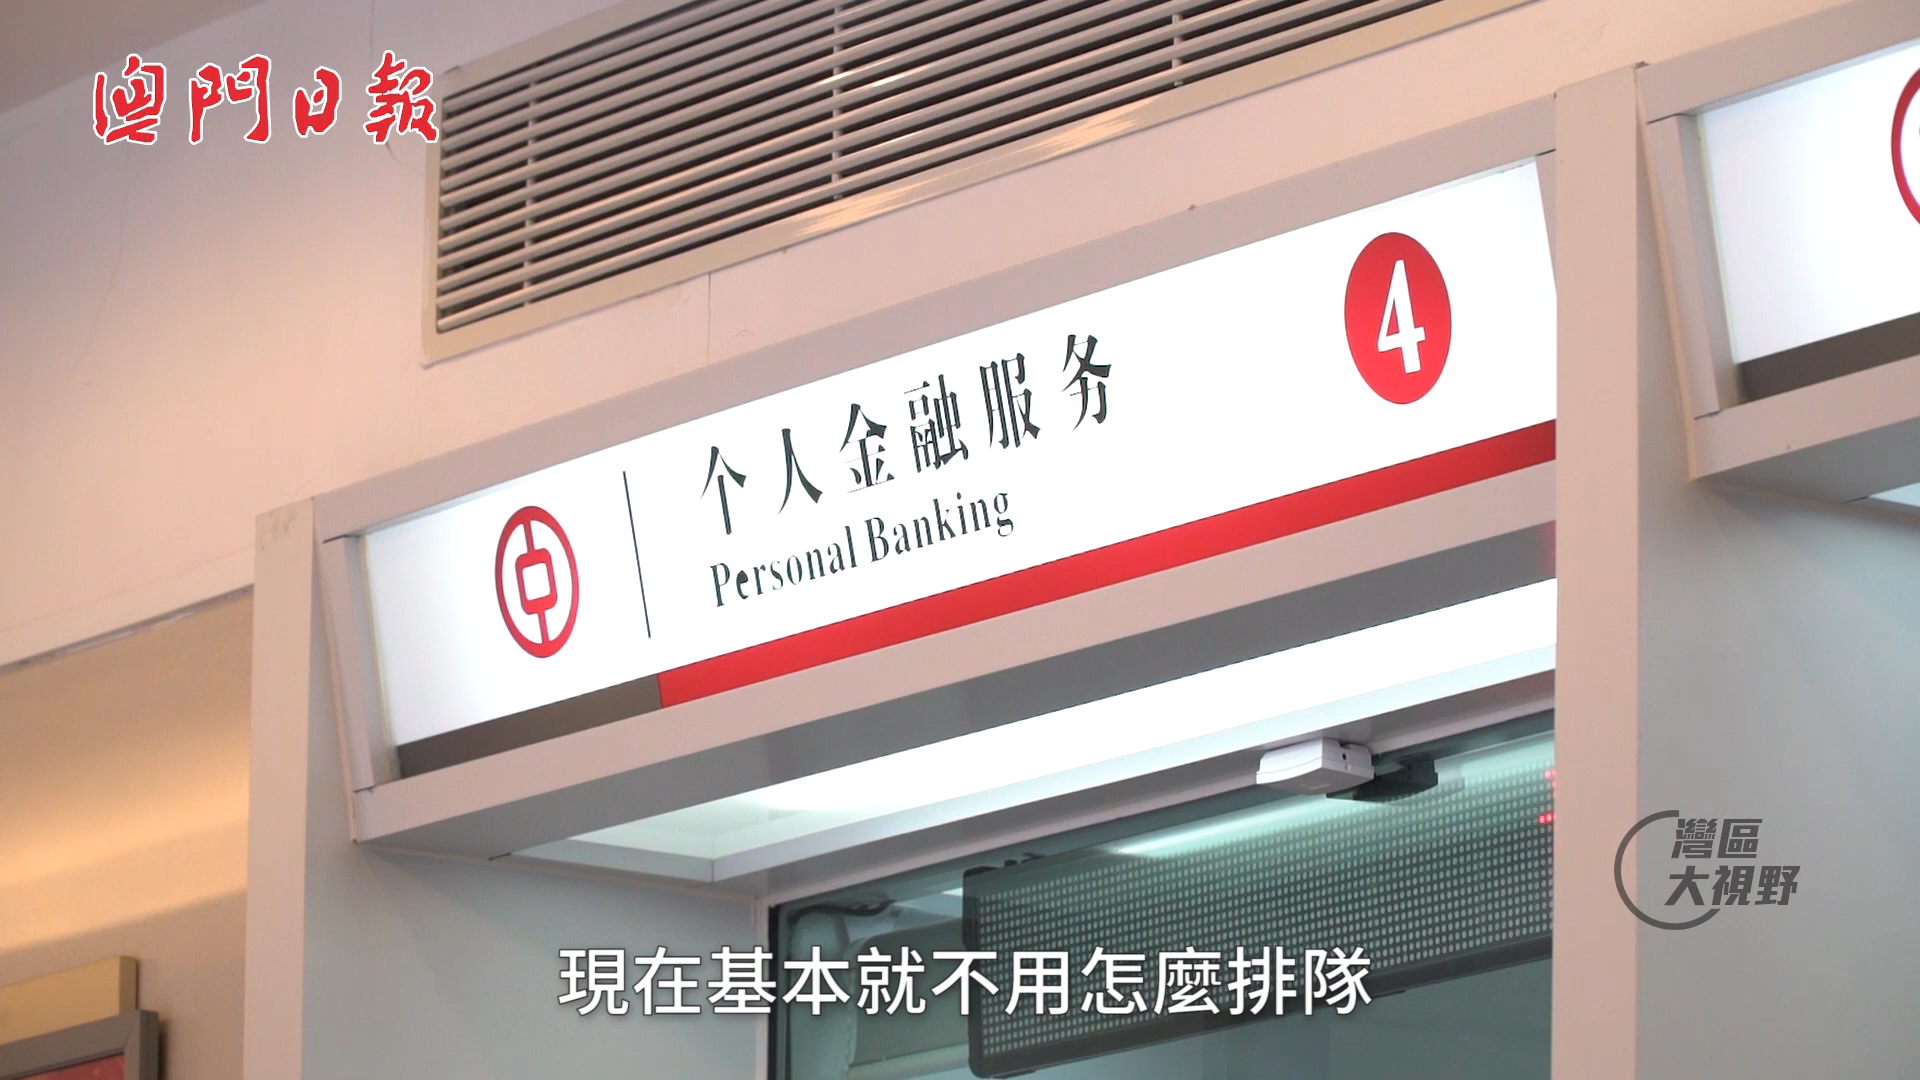 澳門日報
4
个人金融服务
Personal Banking
灣區
大視野
現在基本就不用怎麼排隊